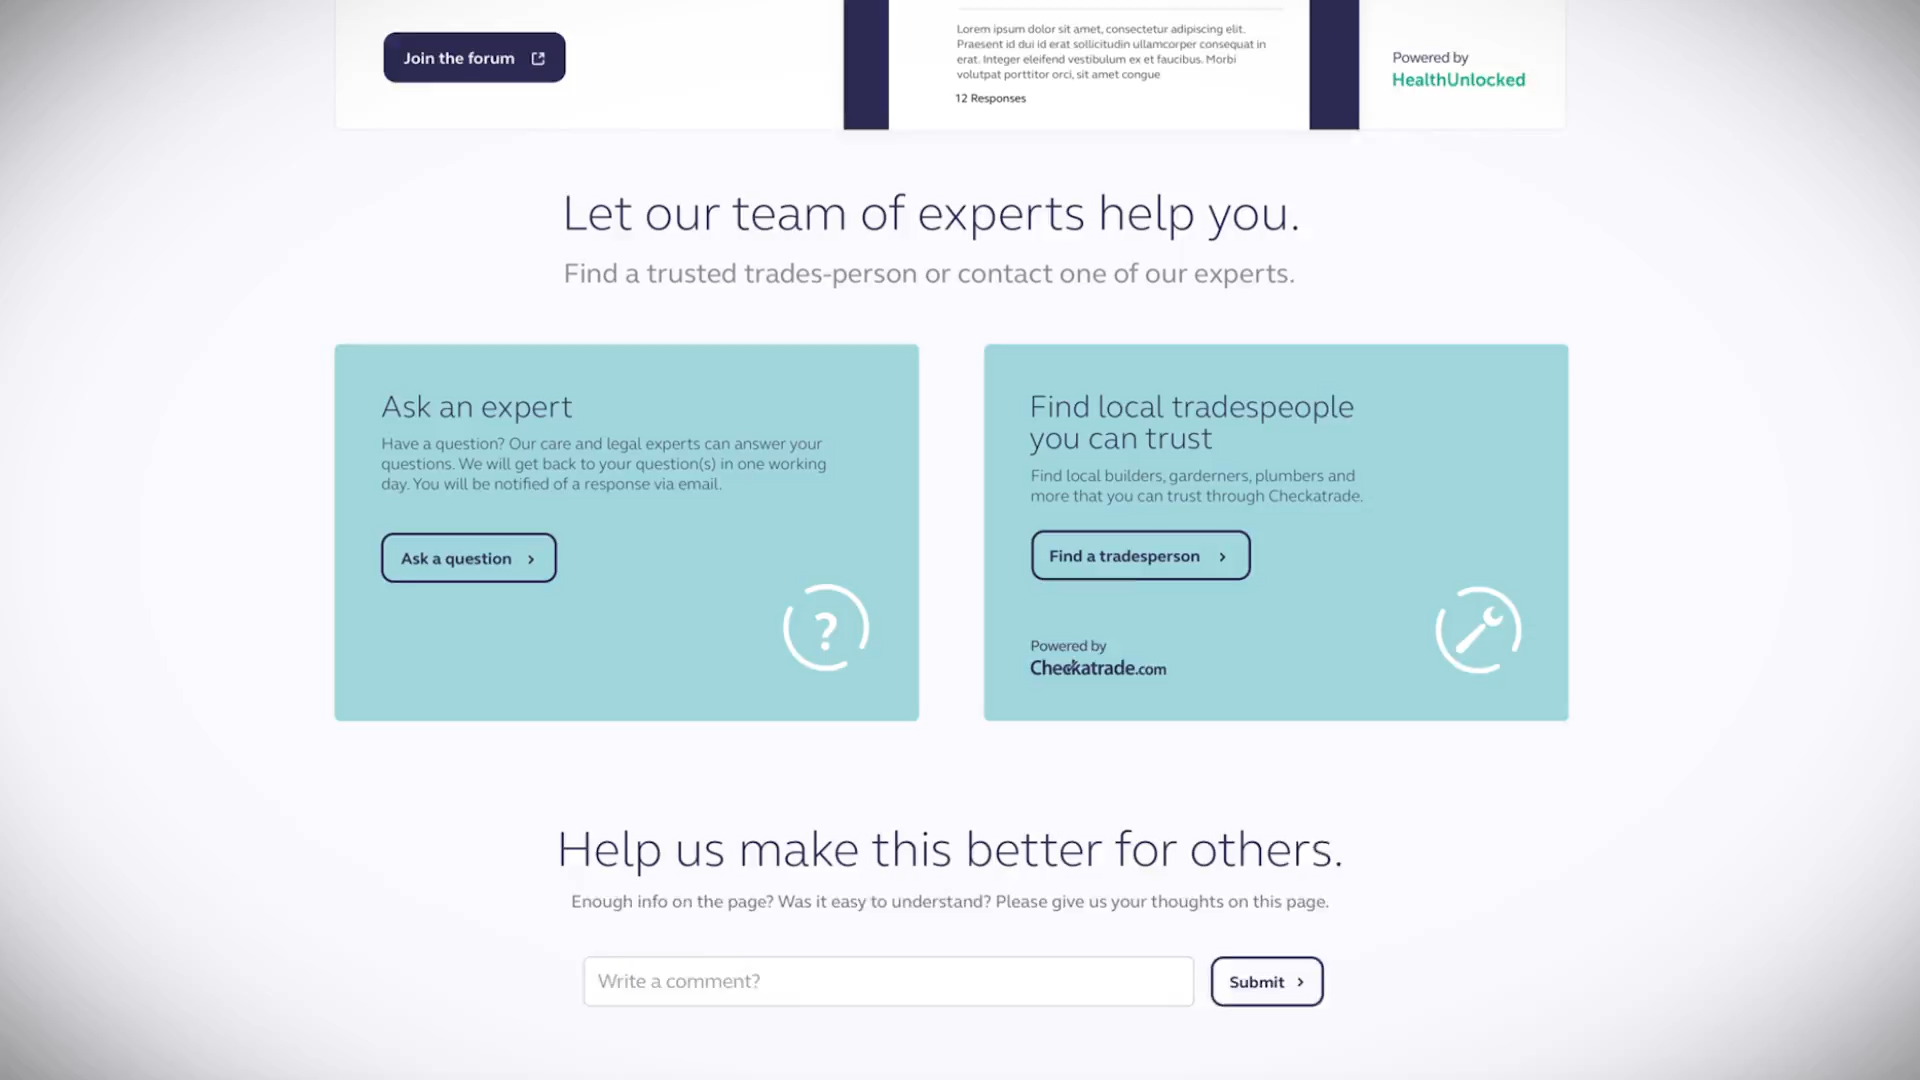 Join the forum
Lorem ipsum dolor sit amet, consectetur adipiscing elit.
Praesent id dui id erat sollicitudin ullamcorper consequat in
erat. Integer eleifend vestibulum ex et faucibus. Morbi
volutpat porttitor orci, sit amet congue
12 Responses
Powered by
HealthUnlocked
Let our team of experts help you.
Find a trusted trades-person or contact one of our experts.
Ask an expert
Have a question? Our care and legal experts can answer your
questions. We will get back to your question(s) in one working
day. You will be notified of a response via email.
Ask a question
?
Find local tradespeople
you can trust
Find local builders, garderners, plumbers and
more that you can trust through Checkatrade.
Find a tradesperson
Powered by
Checkatrade.com
Help us make this better for others.
Enough info on the page? Was it easy to understand? Please give us your thoughts on this page.
Write a comment?
Submit